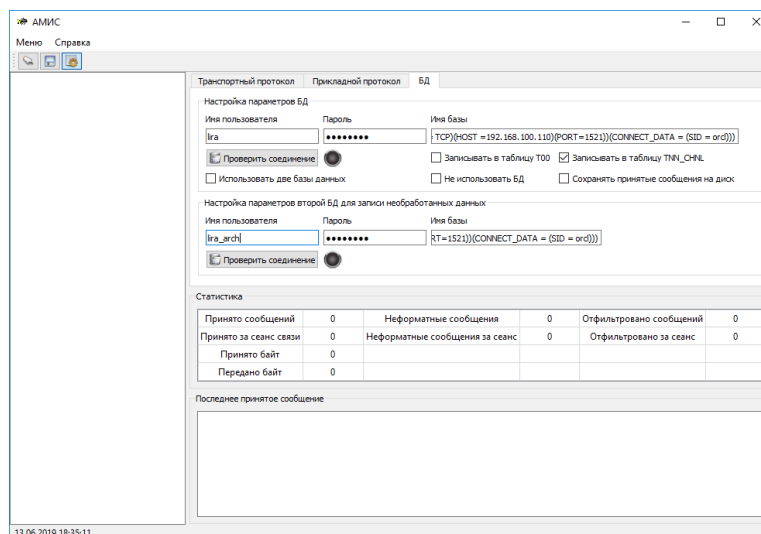 АМИС
Меню Справка
Транспортный протокол Прикладной протокол БД
Настройка параметров БД
Имя пользователя Пароль Имя базы
lira •••••••• TCP)(HOST =192.168.100.110)(PORT=1521))(CONNECT_DATA = (SID = orcl)))
Проверить соединение Записывать в таблицу T00 Записывать в таблицу TNN_CHNL
Использовать две базы данных Не использовать БД Сохранять принятые сообщения на диск
Настройка параметров второй БД для записи необработанных данных
Имя пользователя Пароль Имя базы
lira_arch •••••••• RT=1521))(CONNECT_DATA = (SID = orcl)))
Проверить соединение
Статистика
Принято сообщений 0 Неформатные сообщения 0 Отфильтровано сообщений 0
Принято за сеанс связи 0 Неформатные сообщения за сеанс 0 Отфильтровано за сеанс 0
Принято байт 0
Передано байт 0
Последнее принятое сообщение
13.06.2019 18:35:11